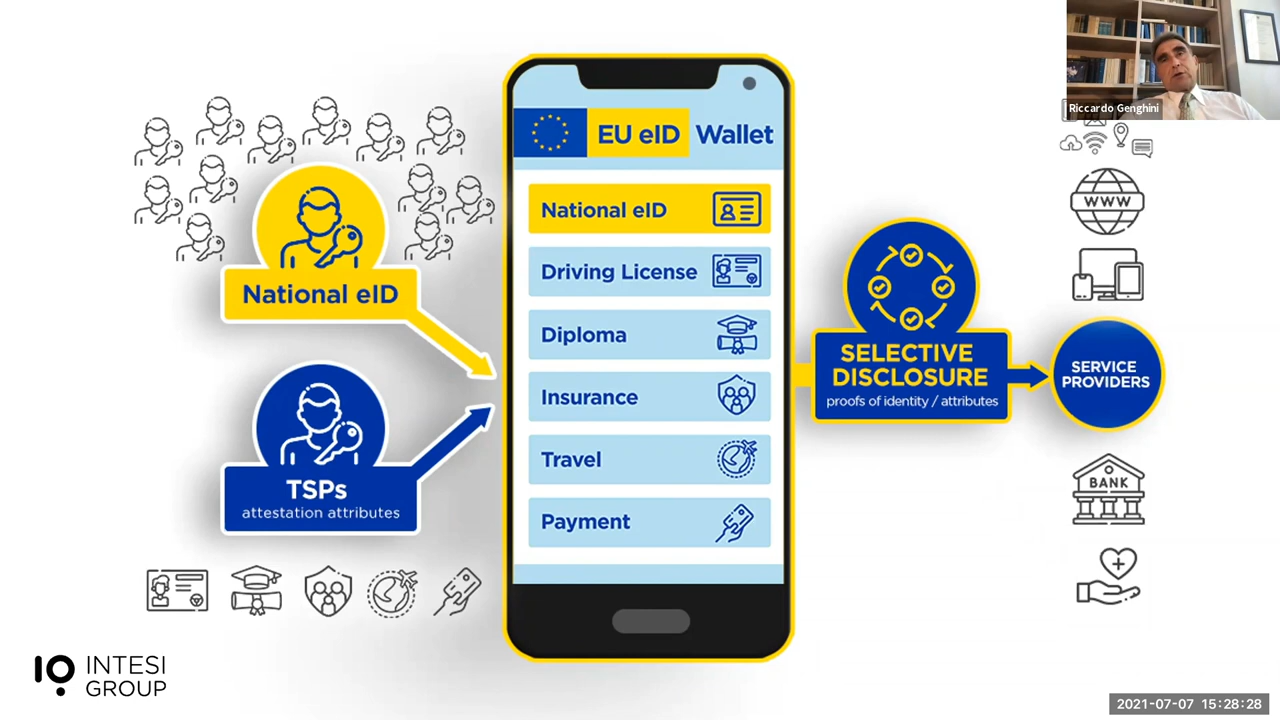 Riccardo Genghini
EU eID Wallet
National eID
Driving License
Diploma
Insurance
Travel
Payment
National eID
TSPs
attestation attributes
SELECTIVE
DISCLOSURE
proofs of identity / attributes
WWW
SERVICE
PROVIDERS
BANK
INTESI
GROUP
2021-07-07 15:28:28